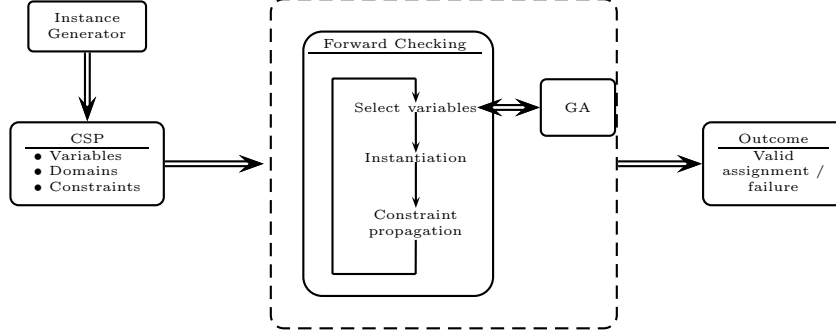 Instance
Generator
CSP
• Variables
• Domains
• Constraints
Forward Checking
Select variables
Instantiation
Constraint
propagation
GA
Outcome
Valid
assignment /
failure